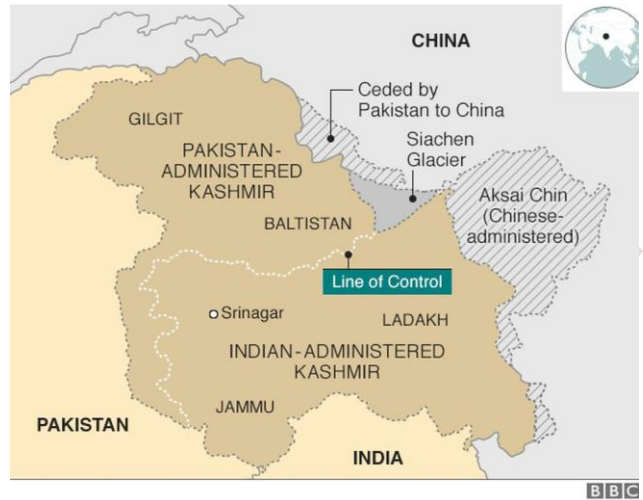 CHINA
Ceded by
Pakistan to China
GILGIT
Siachen
Glacier
PAKISTAN-
ADMINISTERED
KASHMIR
Aksai Chin
(Chinese-
administered)
BALTISTAN
Line of Control
Srinagar
LADAKH
INDIAN-ADMINISTERED
KASHMIR
JAMMU
PAKISTAN
INDIA
BBC